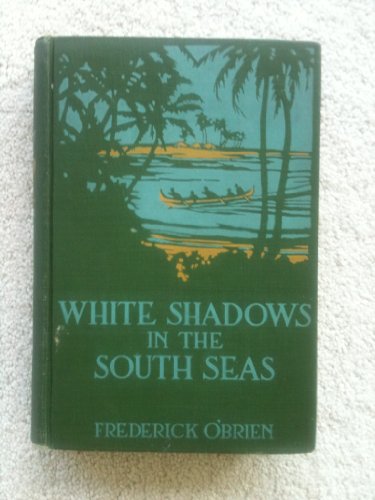 WHITE SHADOWS
IN THE
SOUTH SEAS
FREDERICK O'BRIEN